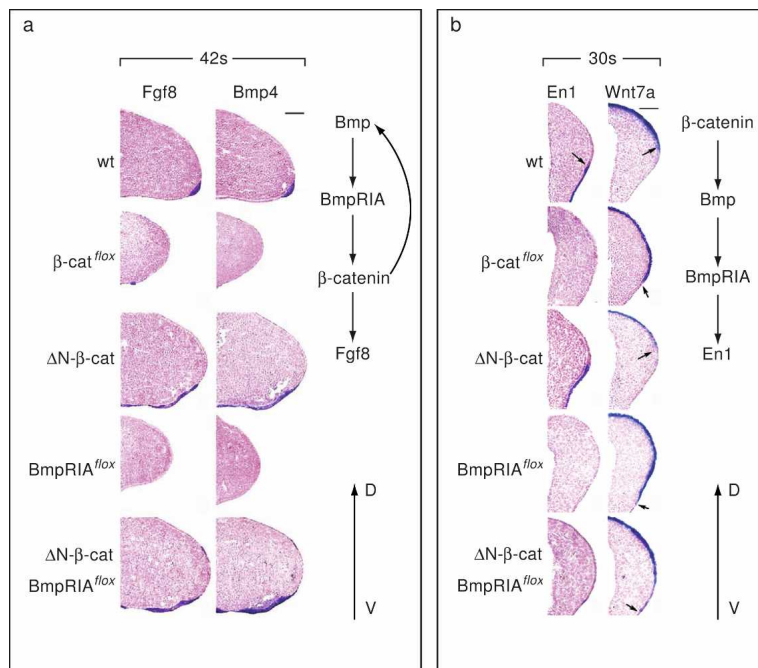 a
42s
Fgf8 Bmp4
wt
β-cat flox
ΔN-β-cat
BmpRIA flox
ΔN-β-cat
BmpRIA flox
Bmp
BmpRIA
β-catenin
Fgf8
D
V
b
30s
En1 Wnt7a
wt
β-cat flox
ΔN-β-cat
BmpRIA flox
ΔN-β-cat
BmpRIA flox
β-catenin
Bmp
BmpRIA
En1
D
V